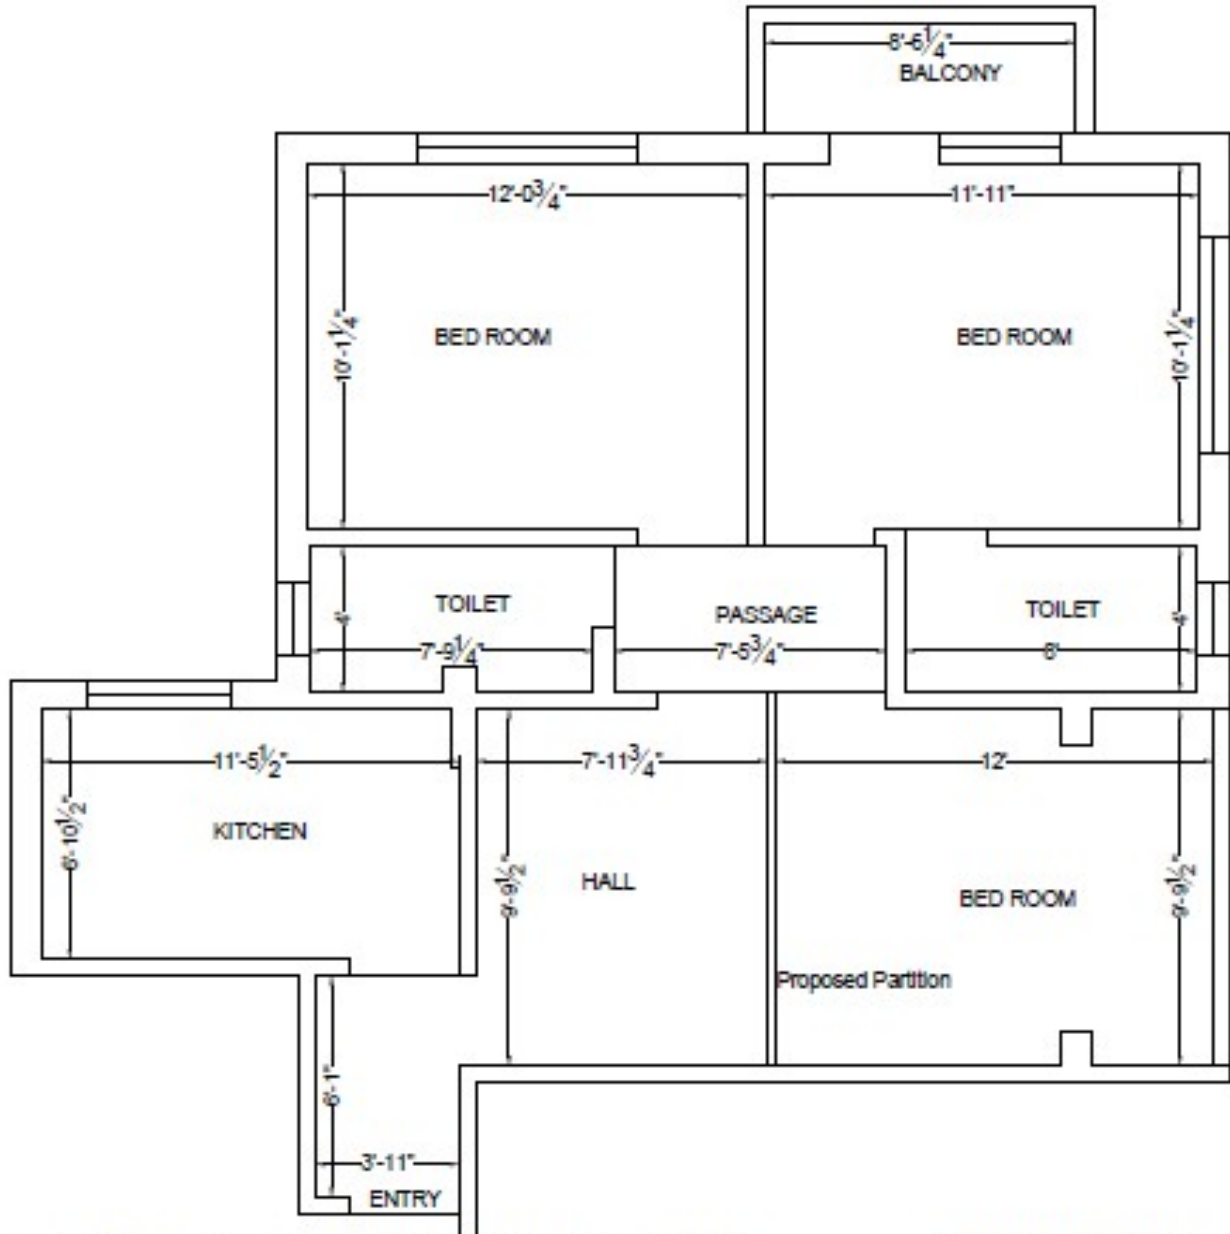 8'-6¼"
BALCONY
12'-0¾"
11'-11"
10'-1¼"
BED ROOM
BED ROOM
10'-1¼"
TOILET
PASSAGE
TOILET
4'
4'
7'-9¼"
7'-5¾"
8'
11'-5½"
7'-11¾"
12'
6'-10½"
KITCHEN
9'-9½"
HALL
BED ROOM
9'-9½"
Proposed Partition
6'-1"
3'-11"
ENTRY